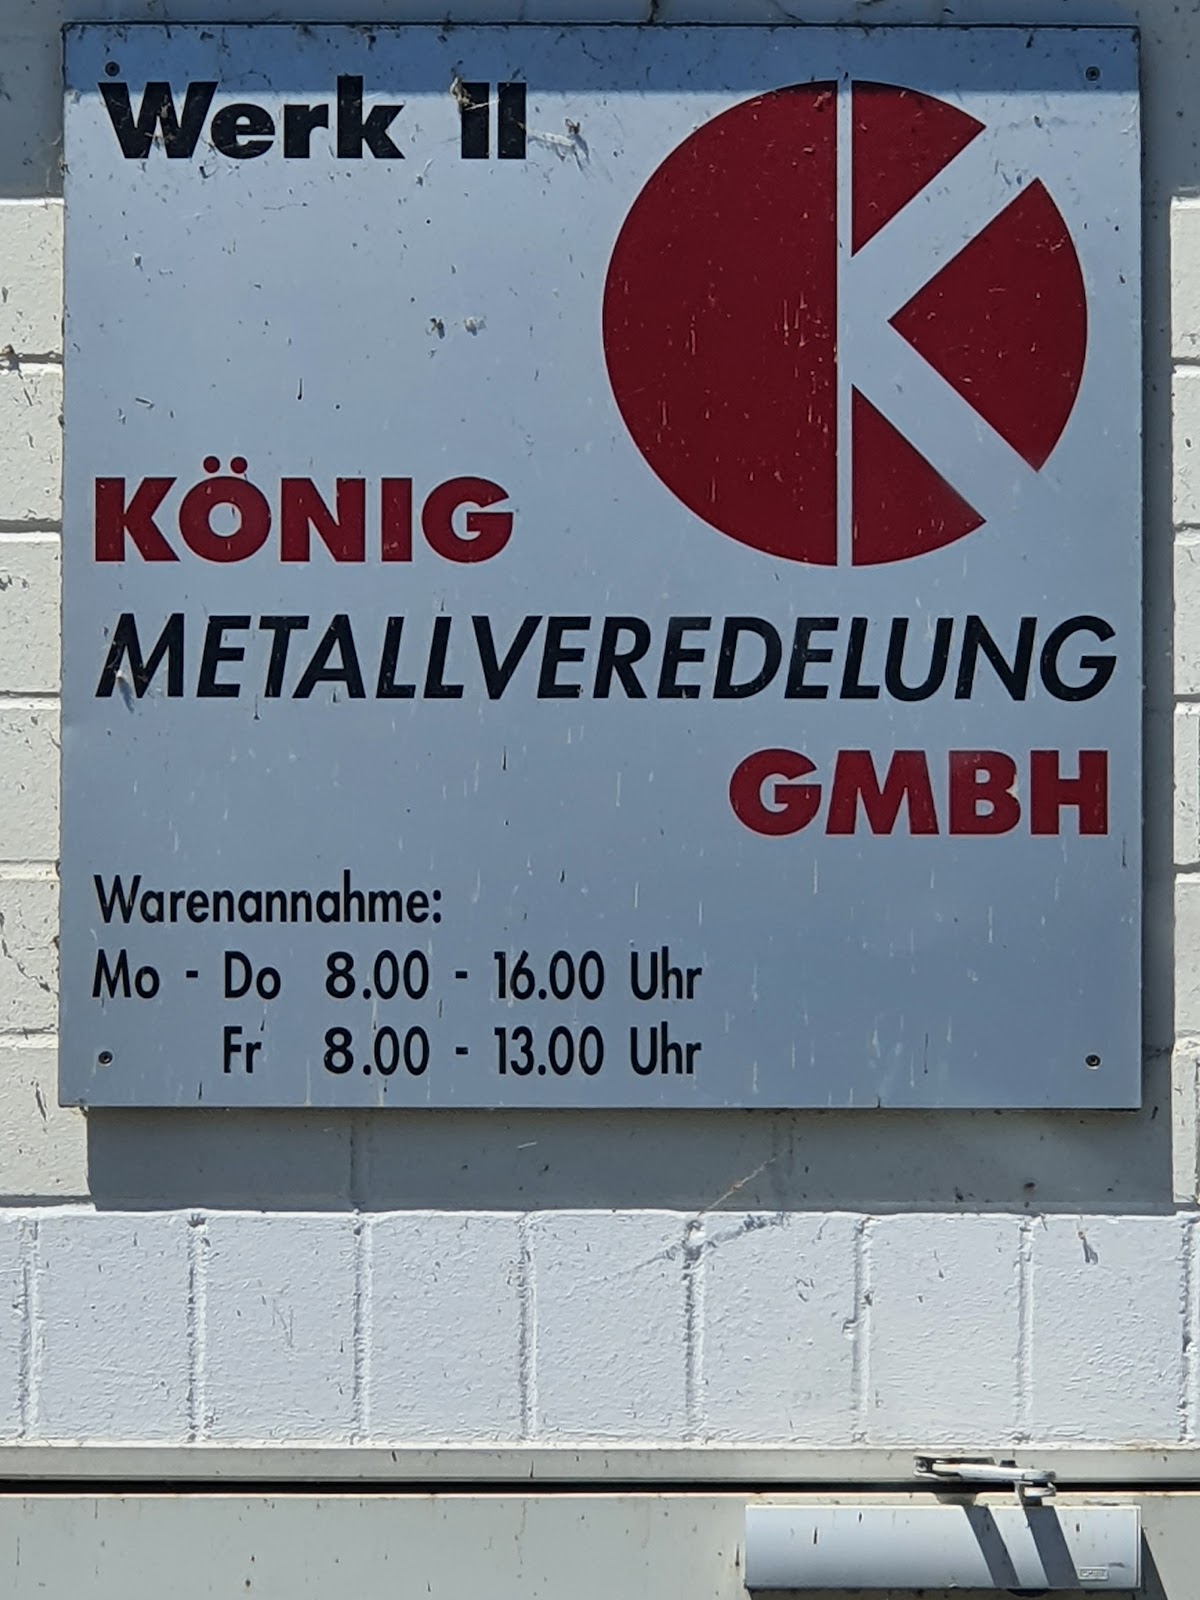 Werk II
K
KÖNIG
METALLVEREDELUNG
GMBH
Warenannahme:
Mo - Do 8.00 - 16.00 Uhr
Fr 8.00 - 13.00 Uhr